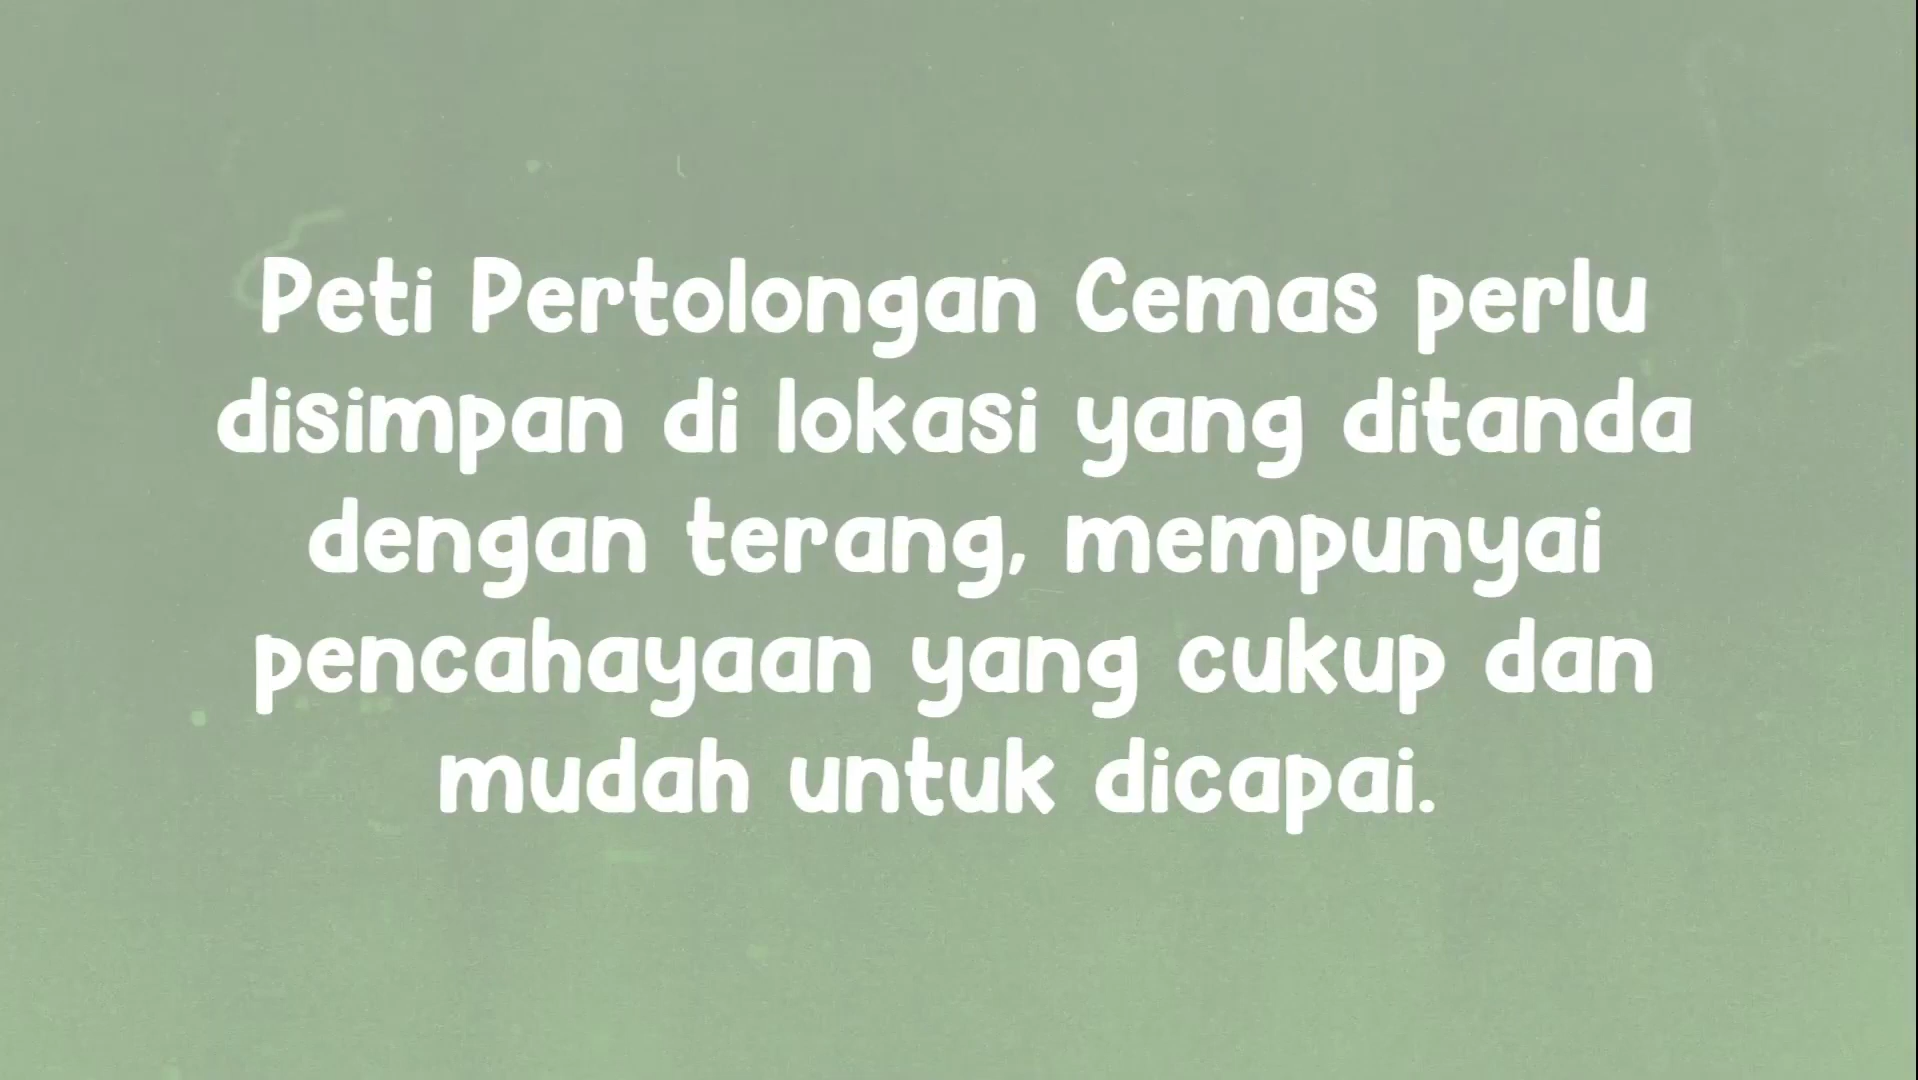 Peti Pertolongan Cemas perlu
disimpan di lokasi yang ditanda
dengan terang, mempunyai
pencahayaan yang cukup dan
mudah untuk dicapai.